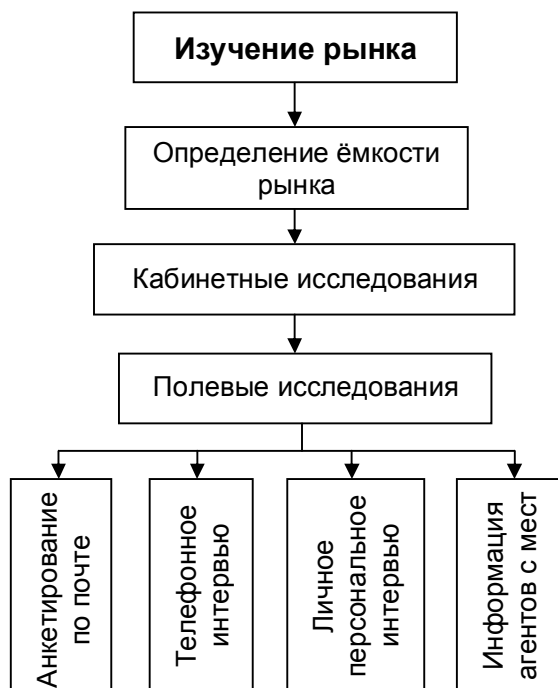 Изучение рынка
Определение ёмкости
рынка
Кабинетные исследования
Полевые исследования
Анкетирование
по почте
Телефонное
интервью
Личное
персональное
интервью
Информация
агентов с мест